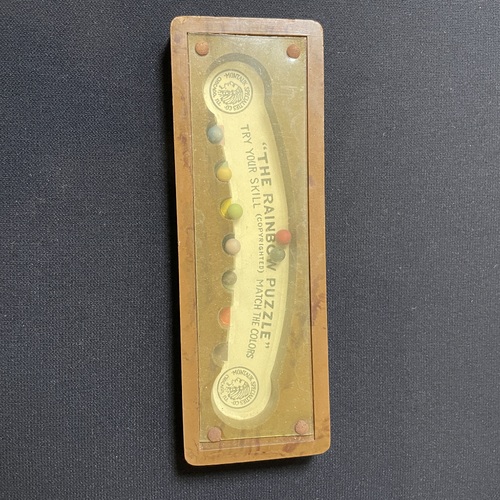 "THE RAINBOW PUZZLE"
TRY YOUR SKILL (COPYRIGHTED) MATCH THE COLORS